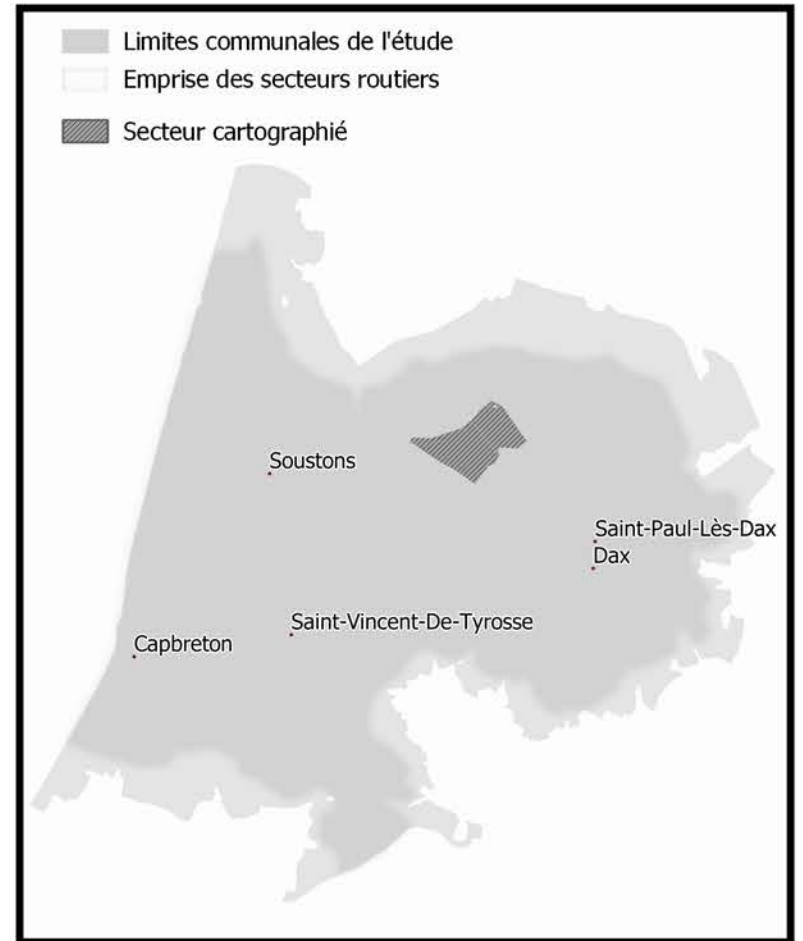 Limites communales de l'étude
Emprise des secteurs routiers
Secteur cartographié
Soustons
Saint-Paul-Lès-Dax
Dax
Saint-Vincent-De-Tyrosse
Capbreton